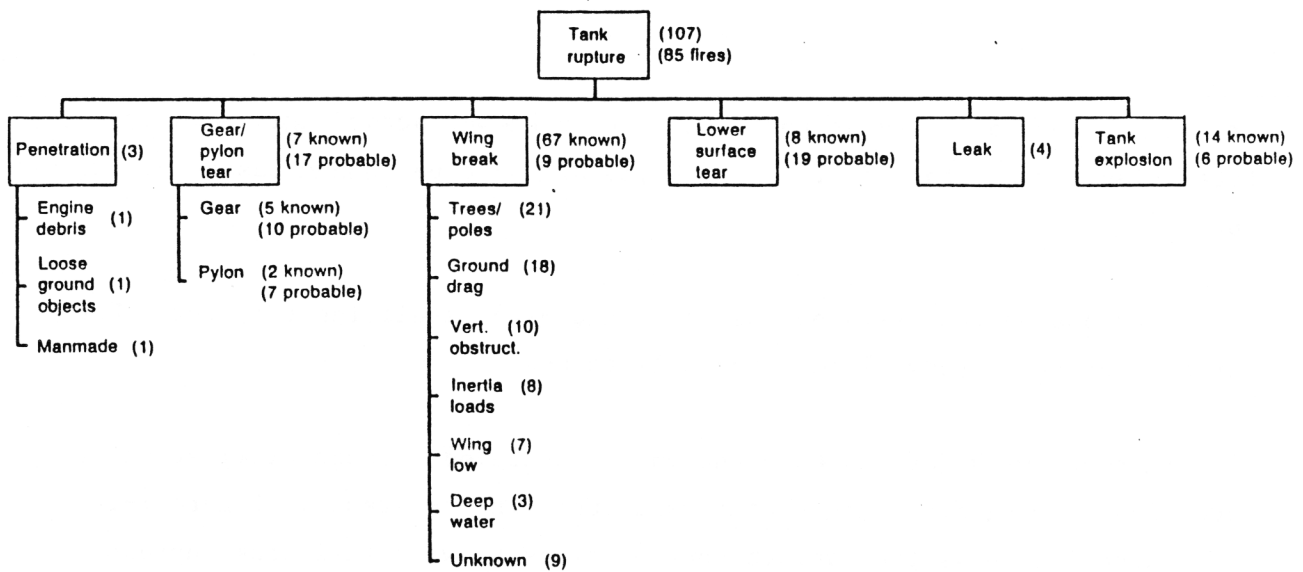 Tank
rupture
(107)
(85 fires)
Penetration (3)
Gear/
pylon
tear
(7 known)
(17 probable)
Wing
break
(67 known)
(9 probable)
Lower
surface
tear
(8 known)
(19 probable)
Leak (4)
Tank
explosion
(14 known)
(6 probable)
Engine
debris
(1)
Loose
ground
objects
(1)
Manmade (1)
Gear (5 known)
(10 probable)
Pylon (2 known)
(7 probable)
Trees/ (21)
poles
Ground (18)
drag
Vert. (10)
obstruct.
Inertia (8)
loads
Wing (7)
low
Deep (3)
water
Unknown (9)